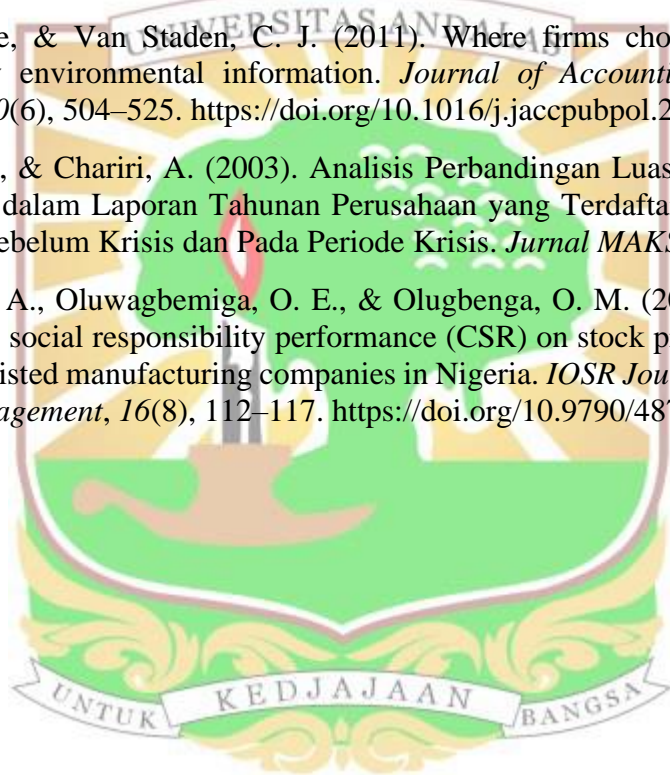 UNIVERSITAS ANDALAS
e, & Van Staden, C. J. (2011). Where firms cho
environmental information. Journal of Accounti
0(6), 504–525. https://doi.org/10.1016/j.jaccpubpol.2
, & Chariri, A. (2003). Analisis Perbandingan Luas
dalam Laporan Tahunan Perusahaan yang Terdafta
ebelum Krisis dan Pada Periode Krisis. Jurnal MAKS
A., Oluwagbemiga, O. E., & Olugbenga, O. M. (20
social responsibility performance (CSR) on stock p
isted manufacturing companies in Nigeria. IOSR Jou
agement, 16(8), 112–117. https://doi.org/10.9790/487
UNTUK KEDJAJAAN BANGSA